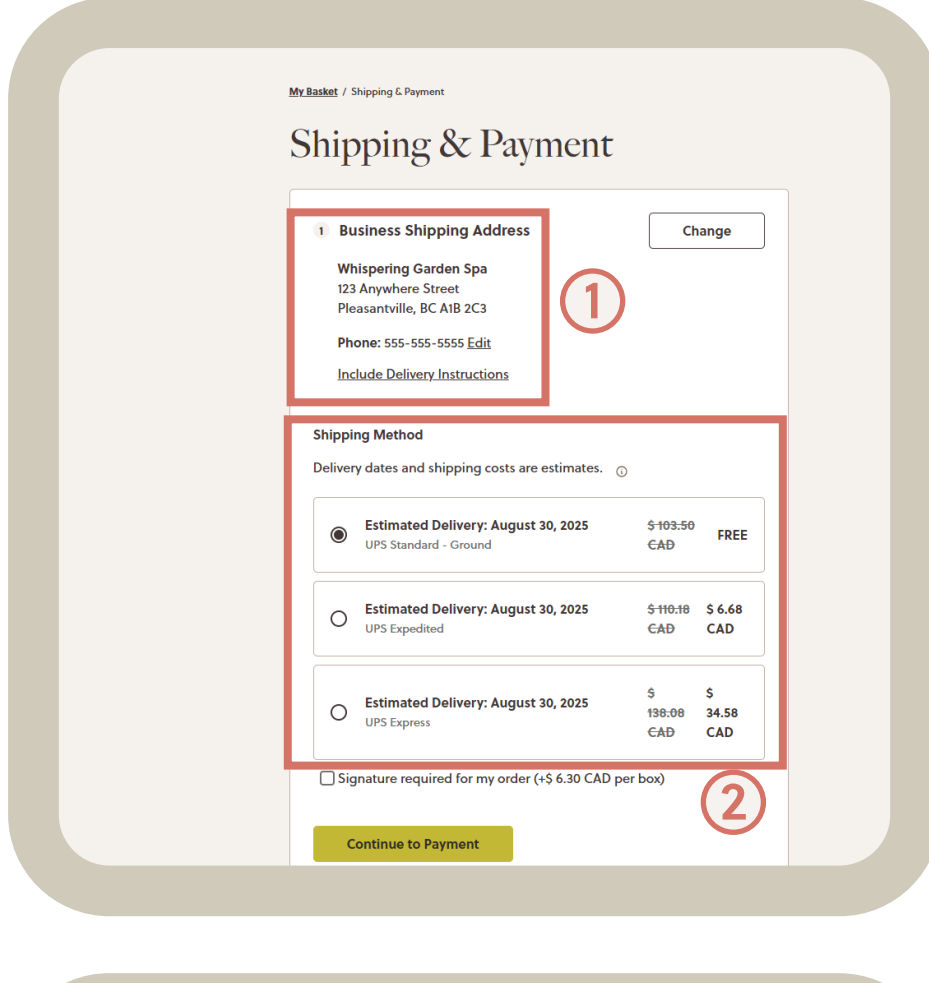 My Basket / Shipping & Payment
Shipping & Payment
1 Business Shipping Address
Change
Whispering Garden Spa
123 Anywhere Street
Pleasantville, BC A1B 2C3
Phone: 555-555-5555 Edit
Include Delivery Instructions
1
Shipping Method
Delivery dates and shipping costs are estimates.
Estimated Delivery: August 30, 2025
UPS Standard - Ground
$ 103.50
CAD
FREE
Estimated Delivery: August 30, 2025
UPS Expedited
$ 110.18
CAD
$ 6.68
CAD
Estimated Delivery: August 30, 2025
UPS Express
$
138.08
CAD
$
34.58
CAD
Signature required for my order (+$ 6.30 CAD per box)
2
Continue to Payment